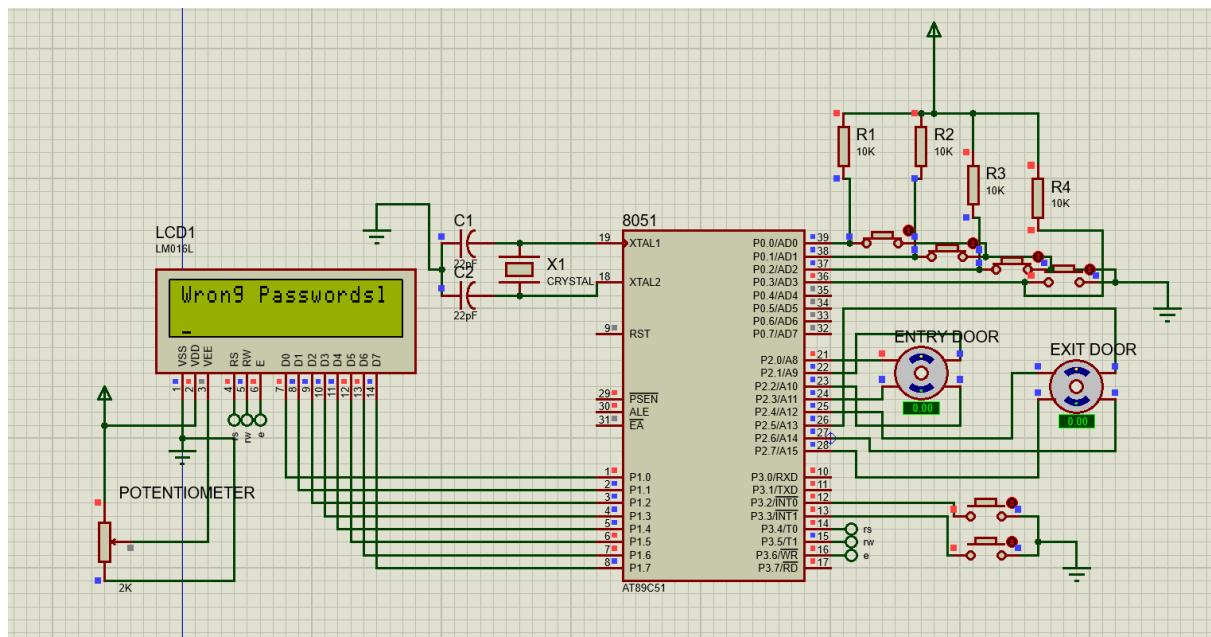 LCD1
LM016L
Wrong Passwords1
VSS
VDD
VEE
RS
RW
E
D0
D1
D2
D3
D4
D5
D6
D7
1
2
3
4
5
6
7
8
9
10
11
12
13
14
rs
rw
e
POTENTIOMETER
2K
C1
22pF
C2
22pF
X1
CRYSTAL
8051
19 XTAL1
18 XTAL2
9 RST
29 PSEN
30 ALE
31 EA
1 P1.0
2 P1.1
3 P1.2
4 P1.3
5 P1.4
6 P1.5
7 P1.6
8 P1.7
P0.0/AD0 39
P0.1/AD1 38
P0.2/AD2 37
P0.3/AD3 36
P0.4/AD4 35
P0.5/AD5 34
P0.6/AD6 33
P0.7/AD7 32
P2.0/A8 21
P2.1/A9 22
P2.2/A10 23
P2.3/A11 24
P2.4/A12 25
P2.5/A13 26
P2.6/A14 27
P2.7/A15 28
P3.0/RXD 10
P3.1/TXD 11
P3.2/INT0 12
P3.3/INT1 13
P3.4/T0 14
P3.5/T1 15
P3.6/WR 16
P3.7/RD 17
AT89C51
rs
rw
e
R1
10K
R2
10K
R3
10K
R4
10K
ENTRY DOOR
0.00
EXIT DOOR
0.00